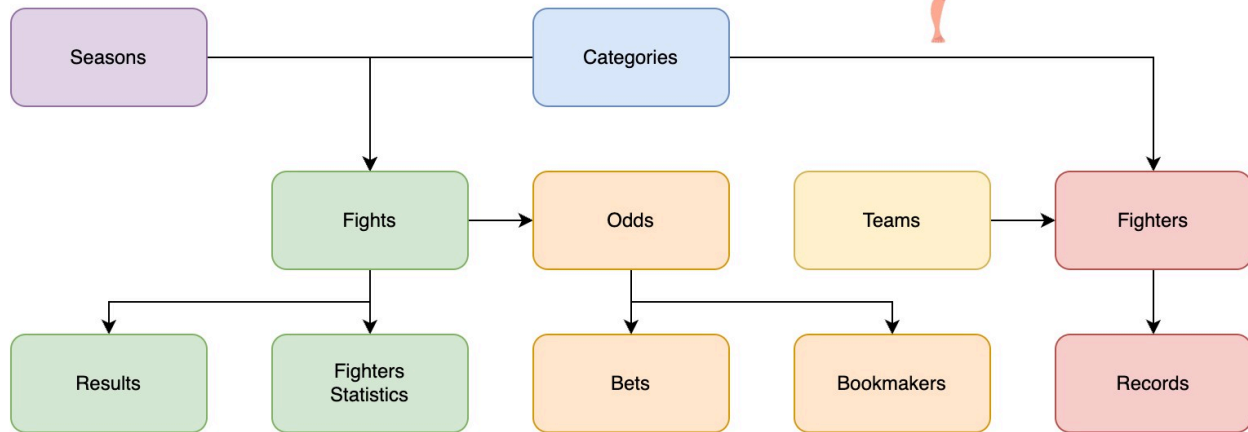 Seasons
Categories
Fights
Odds
Teams
Fighters
Results
Fighters
Statistics
Bets
Bookmakers
Records